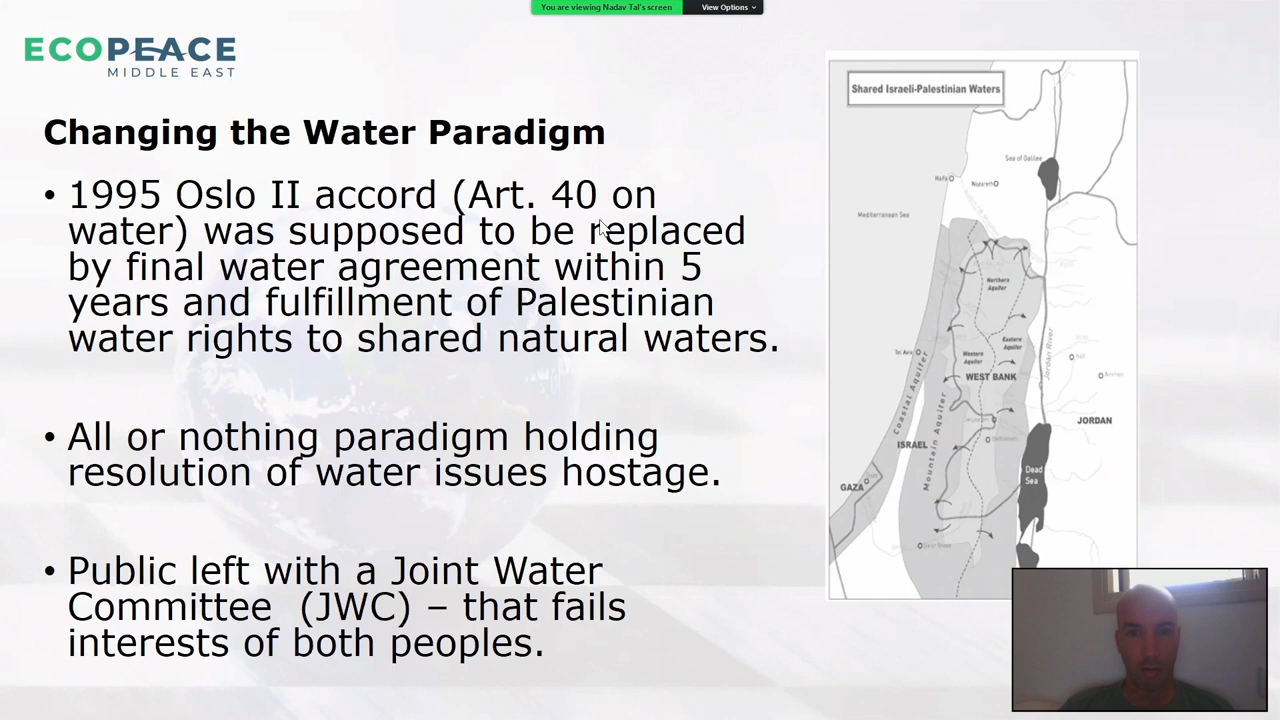 You are viewing Nadav Tal's screen
View Options
ECOPEACE
MIDDLE EAST
Changing the Water Paradigm
• 1995 Oslo II accord (Art. 40 on
water) was supposed to be replaced
by final water agreement within 5
years and fulfillment of Palestinian
water rights to shared natural waters.
• All or nothing paradigm holding
resolution of water issues hostage.
• Public left with a Joint Water
Committee (JWC) – that fails
interests of both peoples.
Shared Israeli-Palestinian Waters
Sea of Galilee
Haifa
Nazareth
Mediterranean Sea
Northern
Aquifer
Eastern
Aquifer
Tel Aviv
Western
Aquifer
Jordan River
WEST BANK
Amman
Coastal Aquifer
Mountain Aquifer
JORDAN
ISRAEL
Bethlehem
Dead
Sea
GAZA